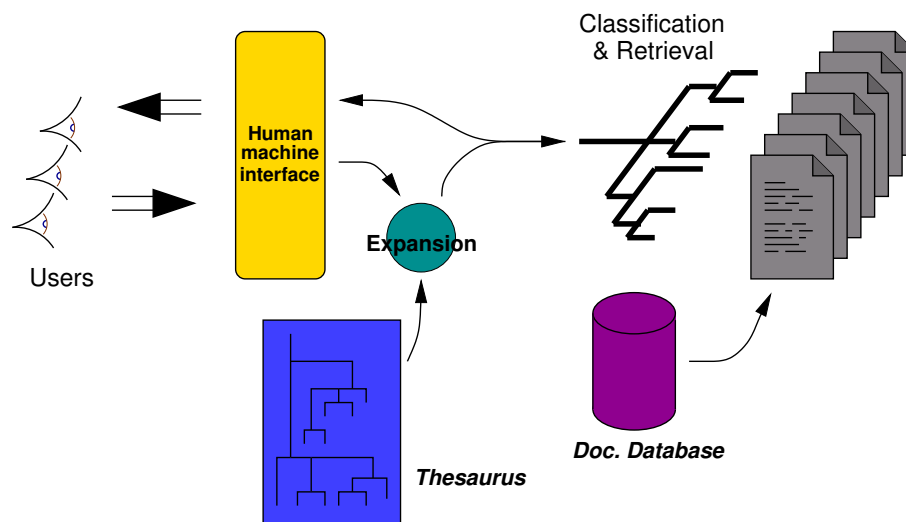 Classification
& Retrieval
Human
machine
interface
Expansion
Users
Thesaurus
Doc. Database